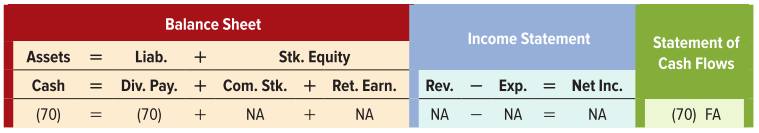 Balance Sheet
Income Statement
Statement of
Cash Flows
Assets = Liab. + Stk. Equity
Cash = Div. Pay. + Com. Stk. + Ret. Earn. Rev. − Exp. = Net Inc.
(70) = (70) + NA + NA NA − NA = NA (70) FA